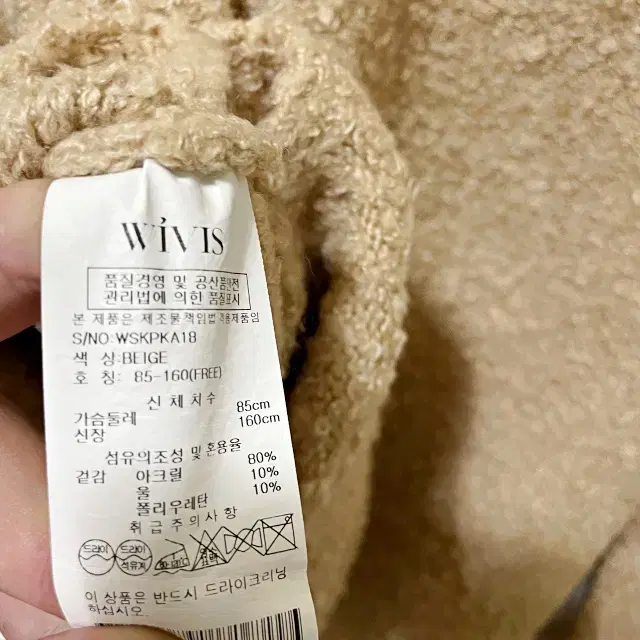 WIVIS
품질경영 및 공산품안전
관리법에 의한 품질표시
본 제품은 제조물책임법 적용제품임
S/NO:WSKPKA18
색 상:BEIGE
호 칭: 85-160(FREE)
신 체 치 수
가슴둘레 85cm
신장 160cm
섬유의조성 및 혼용율
겉감 아크릴 80%
울 10%
폴리우레탄 10%
취 급 주 의 사 항
드라이 드라이
석유계
이 상품은 반드시 드라이크리닝
하십시오.